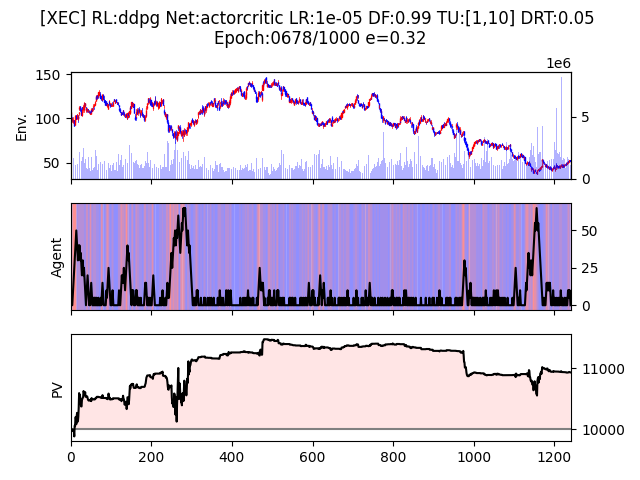 [XEC] RL:ddpg Net:actorcritic LR:1e-05 DF:0.99 TU:[1,10] DRT:0.05
Epoch:0678/1000 e=0.32
1e6
150
100
50
Env.
5
0
Agent
50
25
0
PV
11000
10000
0
200
400
600
800
1000
1200